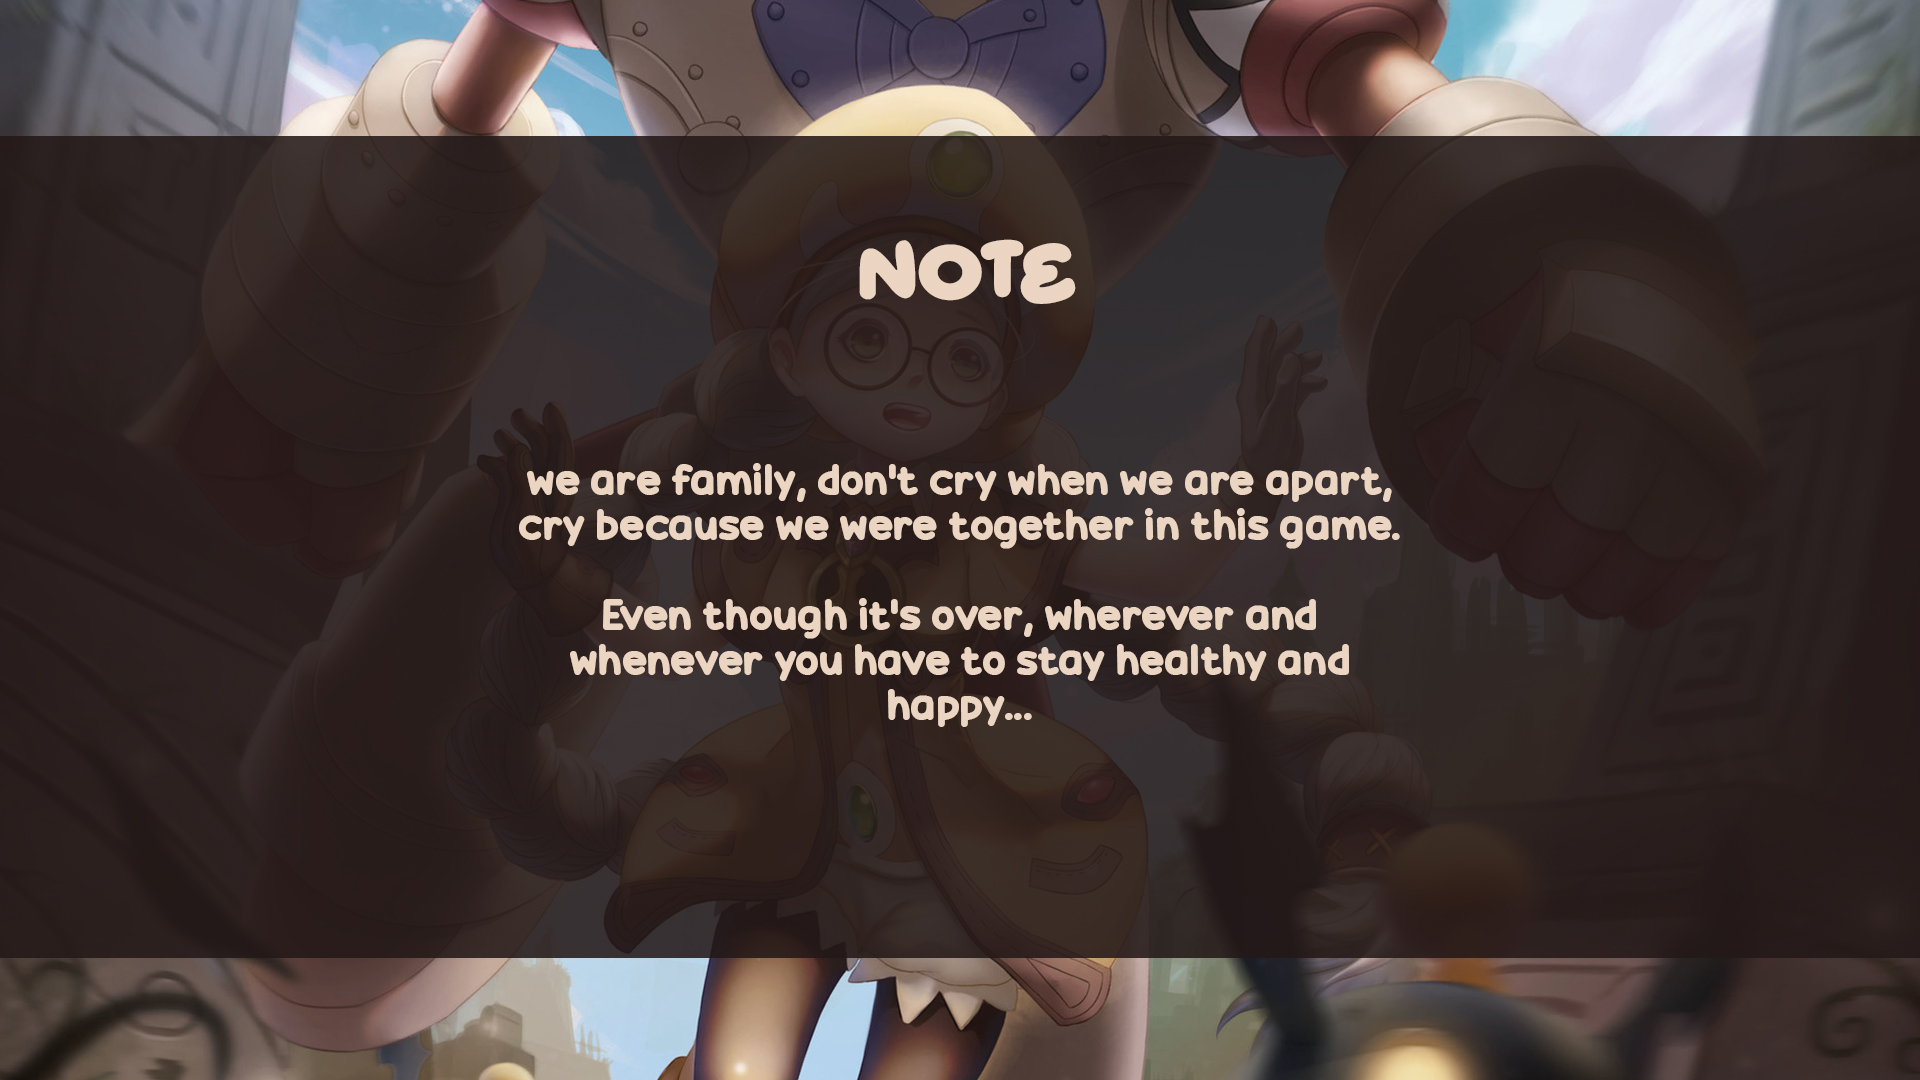 NOTE
we are family, don't cry when we are apart,
cry because we were together in this game.
Even though it's over, wherever and
whenever you have to stay healthy and
happy...